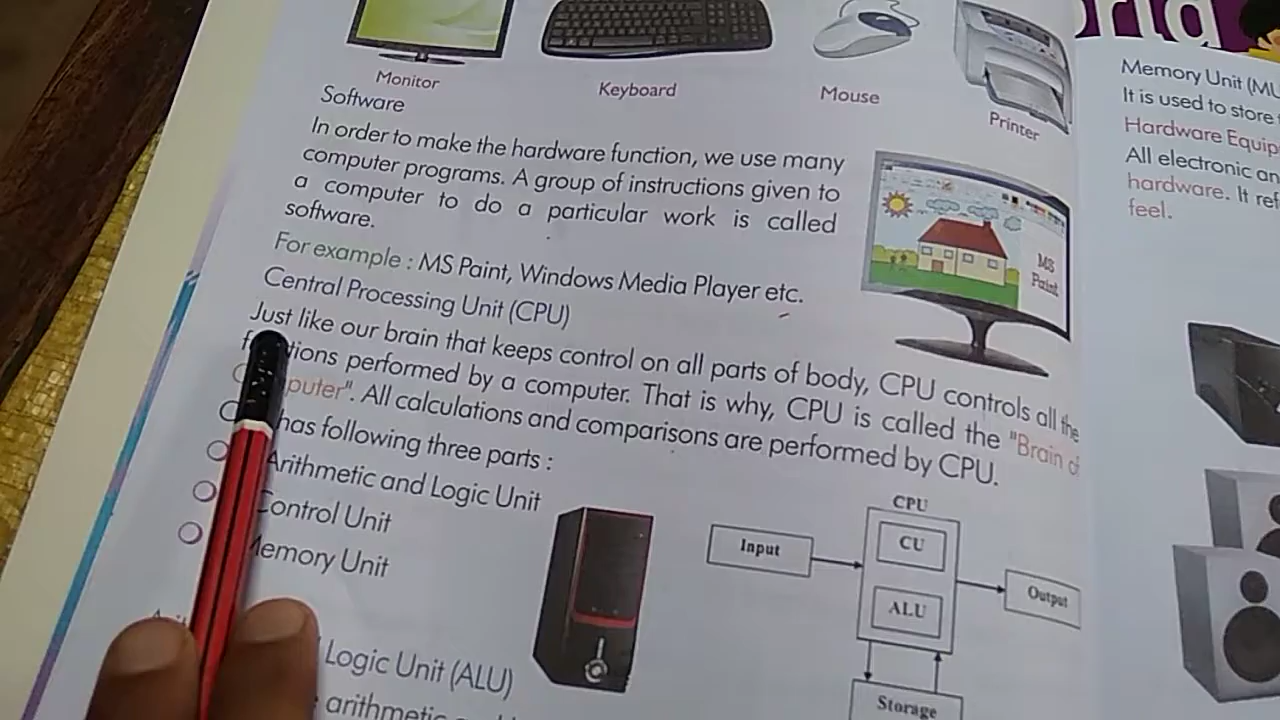 Monitor
Keyboard
Mouse
Printer
Software
In order to make the hardware function, we use many
computer programs. A group of instructions given to
a computer to do a particular work is called
software.
MS
Paint
For example : MS Paint, Windows Media Player etc.
Central Processing Unit (CPU)
Just like our brain that keeps control on all parts of body, CPU controls all the
performed by a computer. That is why, CPU is called the "Brain of
All calculations and comparisons are performed by CPU.
has following three parts :
Arithmetic and Logic Unit
Control Unit
Memory Unit
CPU
Input
CU
ALU
Output
Storage
Logic Unit (ALU)
arithmetic
Memory Unit
It is used to store
Hardware
All electronic
hardware. It
feel.